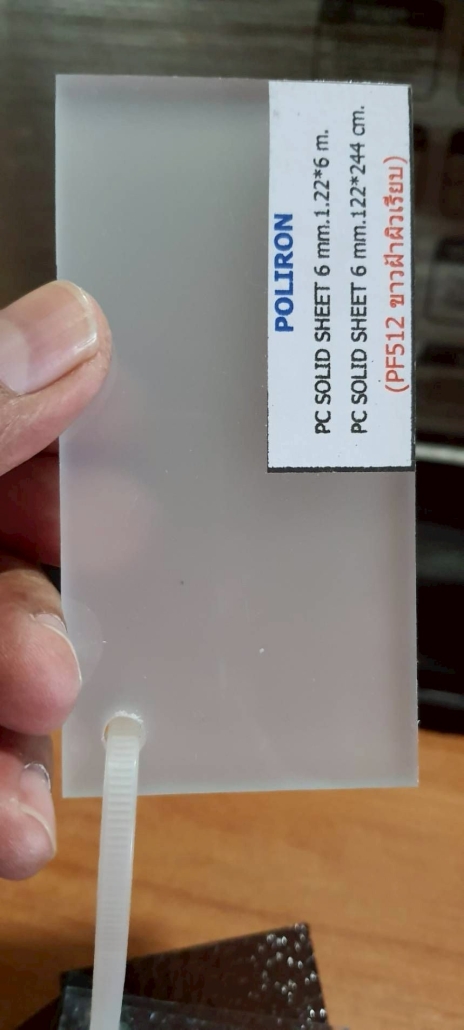 POLIRON
PC SOLID SHEET 6 mm.1.22*6 m.
PC SOLID SHEET 6 mm.122*244 cm.
(PF512 ขาวฝ้าผิวเรียบ)